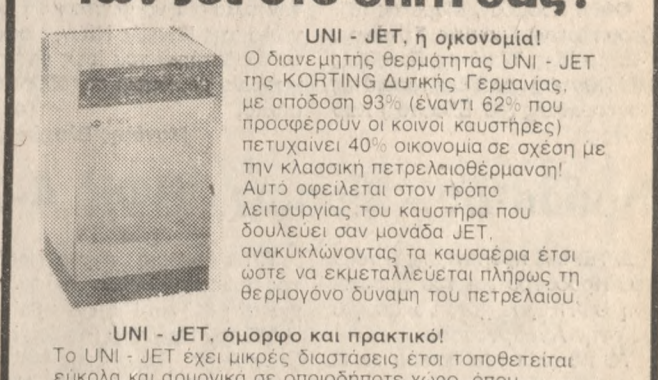 UNI - JET, η οικονομία!
Ο διανεμητής θερμότητας UNI - JET
της KORTING Δυτικής Γερμανίας,
με απόδοση 93% (έναντι 62% που
προσφέρουν οι κοινοί καυστήρες)
πετυχαίνει 40% οικονομία σε σχέση με
την κλασσική πετρελαιοθέρμανση!
Αυτό οφείλεται στον τρόπο
λειτουργίας του καυστήρα που
δουλεύει σαν μονάδα JET,
ανακυκλώνοντας τα καυσαέρια έτσι
ώστε να εκμεταλλεύεται πλήρως τη
θερμογόνο δύναμη του πετρελαίου.
UNI - JET, όμορφο και πρακτικό!
Το UNI - JET έχει μικρές διαστάσεις έτσι τοποθετείται
εύκολα και αρμονικά σε οποιοδήποτε χώρο, όπου